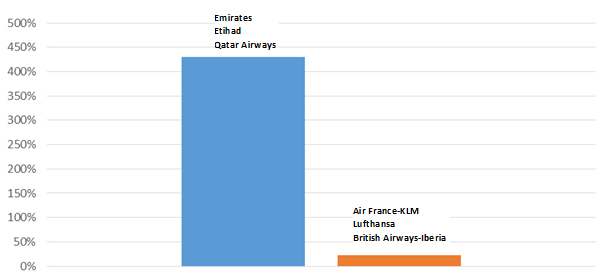 Emirates
Etihad
Qatar Airways
500%
450%
400%
350%
300%
250%
200%
150%
100%
50%
0%
Air France-KLM
Lufthansa
British Airways-Iberia